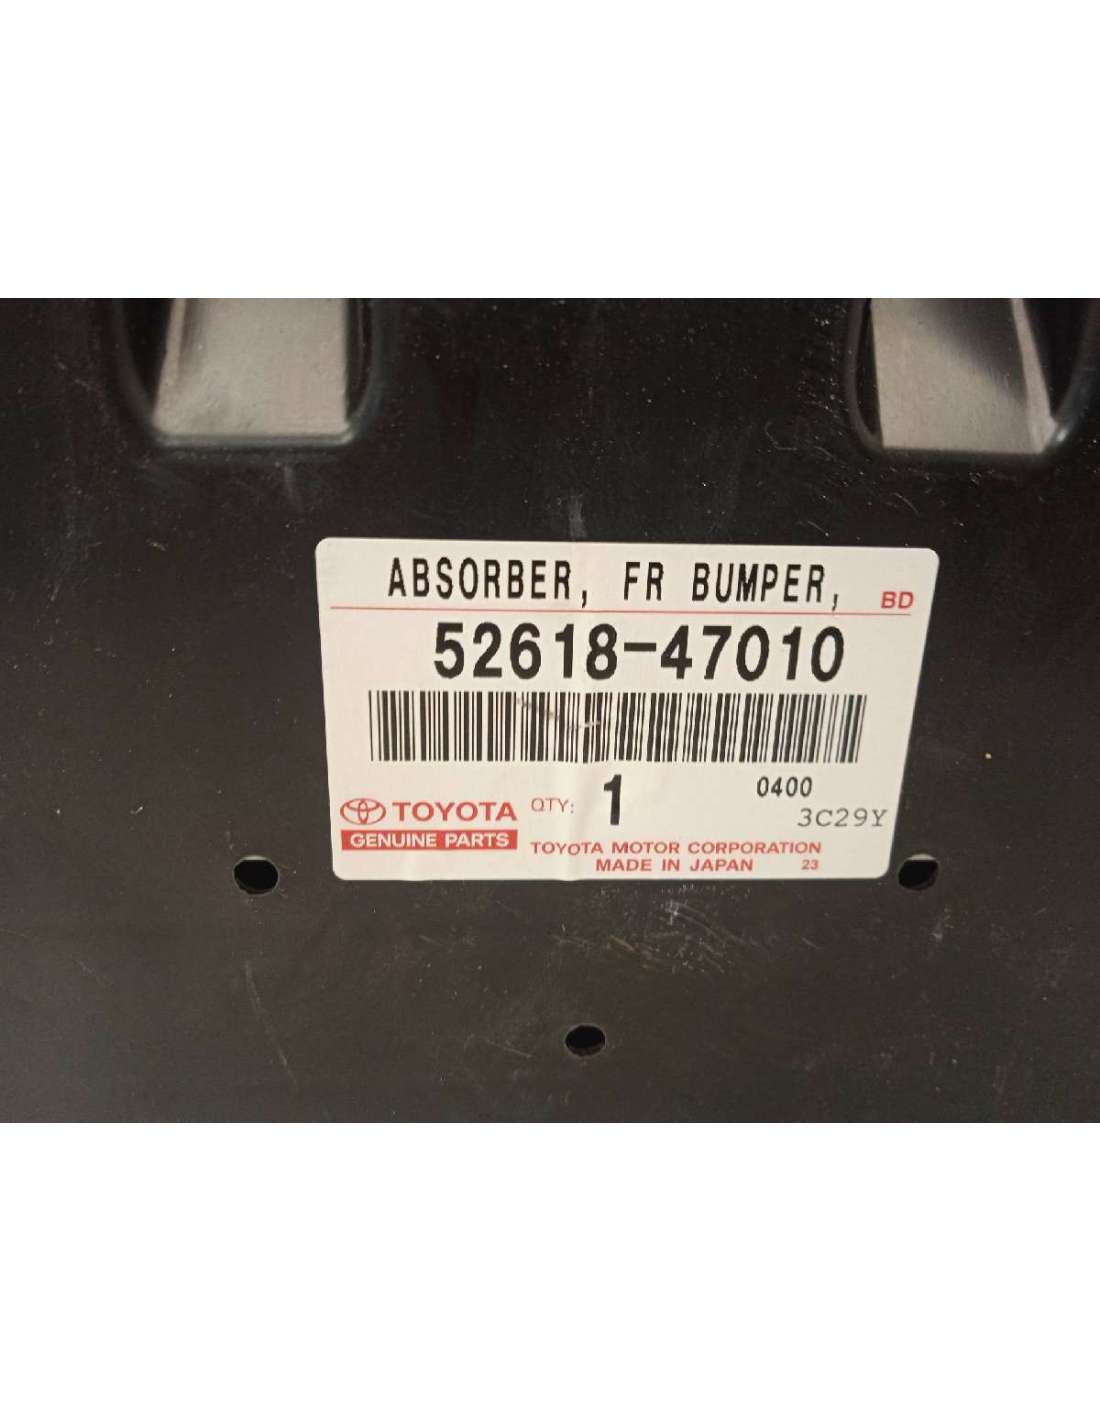 ABSORBER, FR BUMPER,
BD
52618-47010
TOYOTA
GENUINE PARTS
QTY: 1
0400
3C29Y
TOYOTA MOTOR CORPORATION
MADE IN JAPAN 23